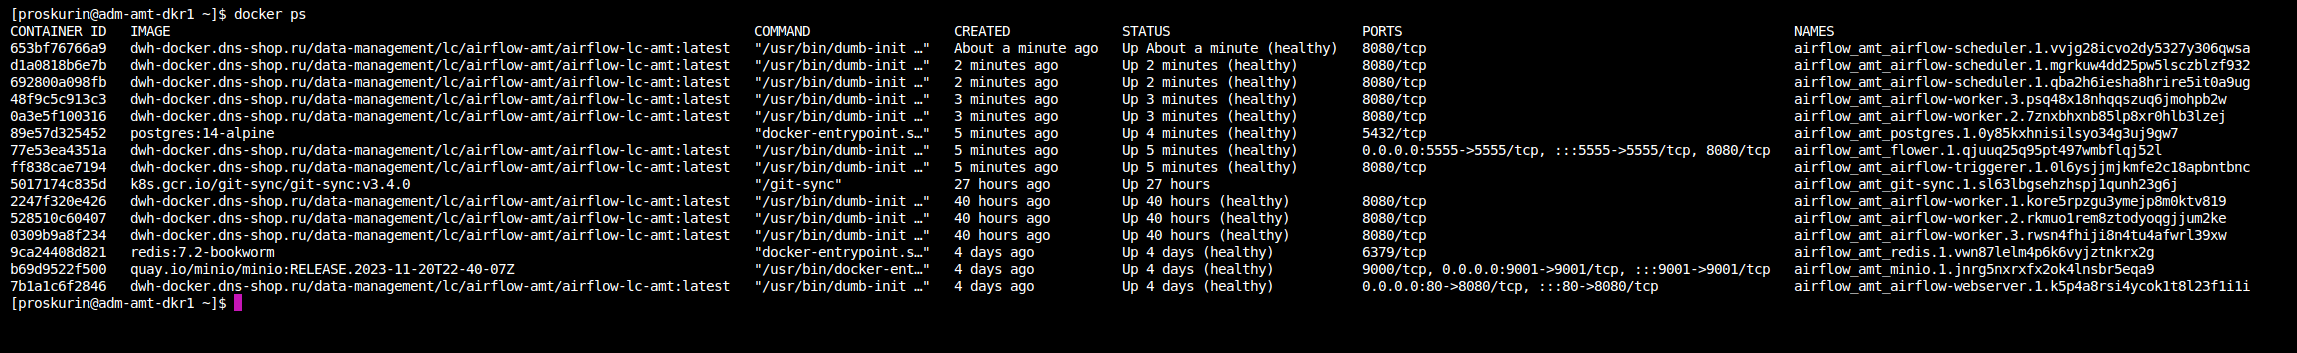 [proskurin@adm-amt-dkr1 ~]$ docker ps
CONTAINER ID   IMAGE                                                                      COMMAND                  CREATED              STATUS                        PORTS                                                 NAMES
653bf76766a9   dwh-docker.dns-shop.ru/data-management/lc/airflow-amt/airflow-lc-amt:latest   "/usr/bin/dumb-init …"   About a minute ago   Up About a minute (healthy)   8080/tcp                                              airflow_amt_airflow-scheduler.1.vvjg28icvo2dy5327y306qwsa
d1a0818b6e7b   dwh-docker.dns-shop.ru/data-management/lc/airflow-amt/airflow-lc-amt:latest   "/usr/bin/dumb-init …"   2 minutes ago        Up 2 minutes (healthy)        8080/tcp                                              airflow_amt_airflow-scheduler.1.mgrkuw4dd25pw5lsczblzf932
692800a098fb   dwh-docker.dns-shop.ru/data-management/lc/airflow-amt/airflow-lc-amt:latest   "/usr/bin/dumb-init …"   2 minutes ago        Up 2 minutes (healthy)        8080/tcp                                              airflow_amt_airflow-scheduler.1.qba2h6iesha8hrire5it0a9ug
48f9c5c913c3   dwh-docker.dns-shop.ru/data-management/lc/airflow-amt/airflow-lc-amt:latest   "/usr/bin/dumb-init …"   3 minutes ago        Up 3 minutes (healthy)        8080/tcp                                              airflow_amt_airflow-worker.3.psq48x18nhqqszuq6jmohpb2w
0a3e5f100316   dwh-docker.dns-shop.ru/data-management/lc/airflow-amt/airflow-lc-amt:latest   "/usr/bin/dumb-init …"   3 minutes ago        Up 3 minutes (healthy)        8080/tcp                                              airflow_amt_airflow-worker.2.7znxbhxnb85lp8xr0hlb3lzej
89e57d325452   postgres:14-alpine                                                         "docker-entrypoint.s…"   5 minutes ago        Up 4 minutes (healthy)        5432/tcp                                              airflow_amt_postgres.1.0y85kxhnisilsyo34g3uj9gw7
77e53ea4351a   dwh-docker.dns-shop.ru/data-management/lc/airflow-amt/airflow-lc-amt:latest   "/usr/bin/dumb-init …"   5 minutes ago        Up 5 minutes (healthy)        0.0.0.0:5555->5555/tcp, :::5555->5555/tcp, 8080/tcp   airflow_amt_flower.1.qjuuq25q95pt497wmbflqj52l
ff838cae7194   dwh-docker.dns-shop.ru/data-management/lc/airflow-amt/airflow-lc-amt:latest   "/usr/bin/dumb-init …"   5 minutes ago        Up 5 minutes (healthy)        8080/tcp                                              airflow_amt_airflow-triggerer.1.0l6ysjjmjkmfe2c18apbntbnc
5017174c835d   k8s.gcr.io/git-sync/git-sync:v3.4.0                                        "/git-sync"              27 hours ago         Up 27 hours                                                                         airflow_amt_git-sync.1.sl63lbgsehzhspj1qunh23g6j
2247f320e426   dwh-docker.dns-shop.ru/data-management/lc/airflow-amt/airflow-lc-amt:latest   "/usr/bin/dumb-init …"   40 hours ago         Up 40 hours (healthy)         8080/tcp                                              airflow_amt_airflow-worker.1.kore5rpzgu3ymejp8m0ktv819
528510c60407   dwh-docker.dns-shop.ru/data-management/lc/airflow-amt/airflow-lc-amt:latest   "/usr/bin/dumb-init …"   40 hours ago         Up 40 hours (healthy)         8080/tcp                                              airflow_amt_airflow-worker.2.rkmuo1rem8ztodyoqgjjum2ke
0309b9a8f234   dwh-docker.dns-shop.ru/data-management/lc/airflow-amt/airflow-lc-amt:latest   "/usr/bin/dumb-init …"   40 hours ago         Up 40 hours (healthy)         8080/tcp                                              airflow_amt_airflow-worker.3.rwsn4fhiji8n4tu4afwrl39xw
9ca24408d821   redis:7.2-bookworm                                                         "docker-entrypoint.s…"   4 days ago           Up 4 days (healthy)           6379/tcp                                              airflow_amt_redis.1.vwn87lelm4p6k6vyjztnkrx2g
b69d9522f500   quay.io/minio/minio:RELEASE.2023-11-20T22-40-07Z                           "/usr/bin/docker-ent…"   4 days ago           Up 4 days (healthy)           9000/tcp, 0.0.0.0:9001->9001/tcp, :::9001->9001/tcp   airflow_amt_minio.1.jnrg5nxrxfx2ok4lnsbr5eqa9
7b1a1c6f2846   dwh-docker.dns-shop.ru/data-management/lc/airflow-amt/airflow-lc-amt:latest   "/usr/bin/dumb-init …"   4 days ago           Up 4 days (healthy)           0.0.0.0:80->8080/tcp, :::80->8080/tcp                 airflow_amt_airflow-webserver.1.k5p4a8rsi4ycok1t8l23f1i1i
[proskurin@adm-amt-dkr1 ~]$